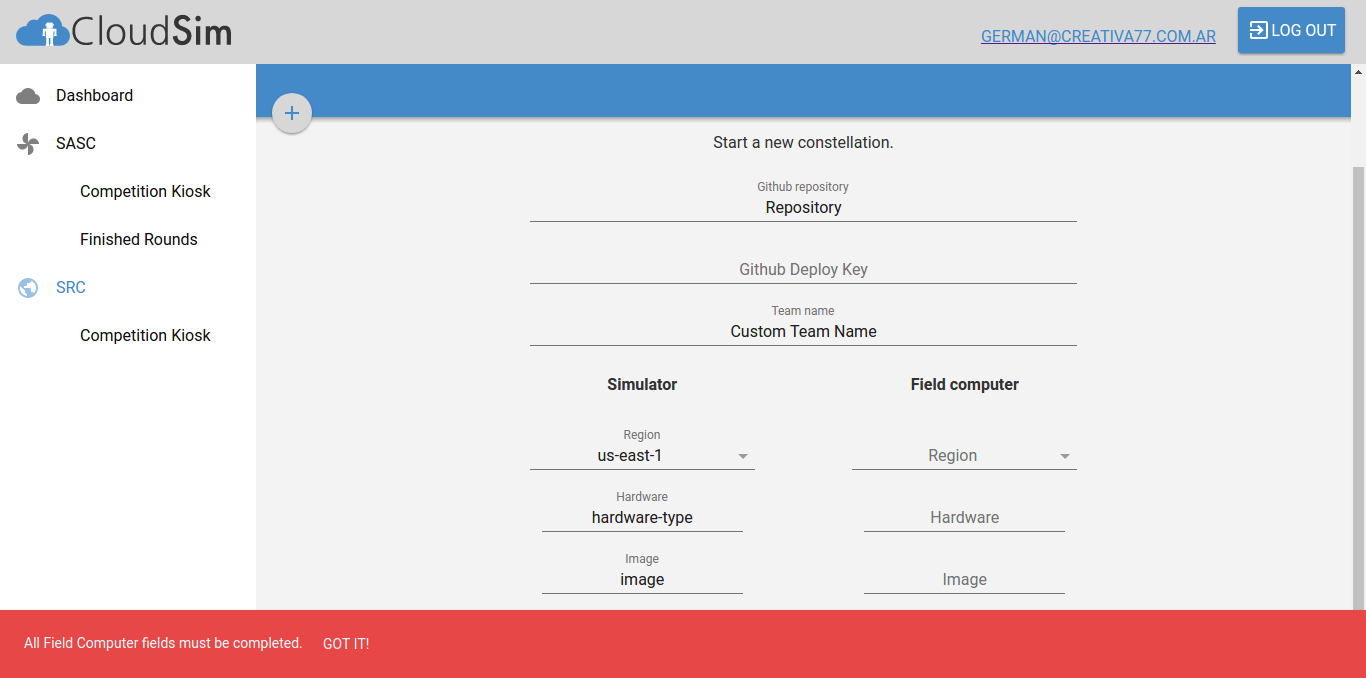 CloudSim
GERMAN@CREATIVA77.COM.AR
LOG OUT
Dashboard
SASC
Competition Kiosk
Finished Rounds
SRC
Competition Kiosk
+
Start a new constellation.
Github repository
Repository
Github Deploy Key
Team name
Custom Team Name
Simulator
Field computer
Region
us-east-1
Region
Hardware
hardware-type
Hardware
Image
image
Image
All Field Computer fields must be completed.
GOT IT!